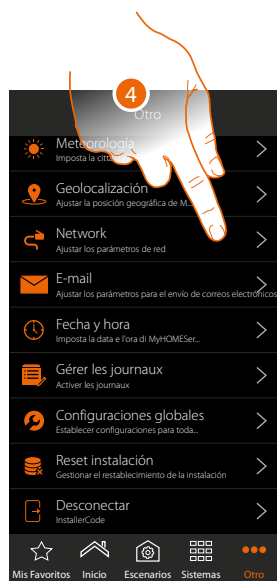 4
Otro
Meteorología
Imposta la citta
Geolocalización
Ajustar la posición geográfica de M...
Network
Ajustar los parámetros de red
E-mail
Ajustar los parámetros para el envío de correos electrónicos
Fecha y hora
Imposta la data e l'ora di MyHOMESer...
Gérer les journaux
Activer les journaux
Configuraciones globales
Establecer configuraciones para toda...
Reset instalación
Gestionar el restablecimiento de la instalación
Desconectar
InstallerCode
Mis Favoritos Inicio Escenarios Sistemas Otro